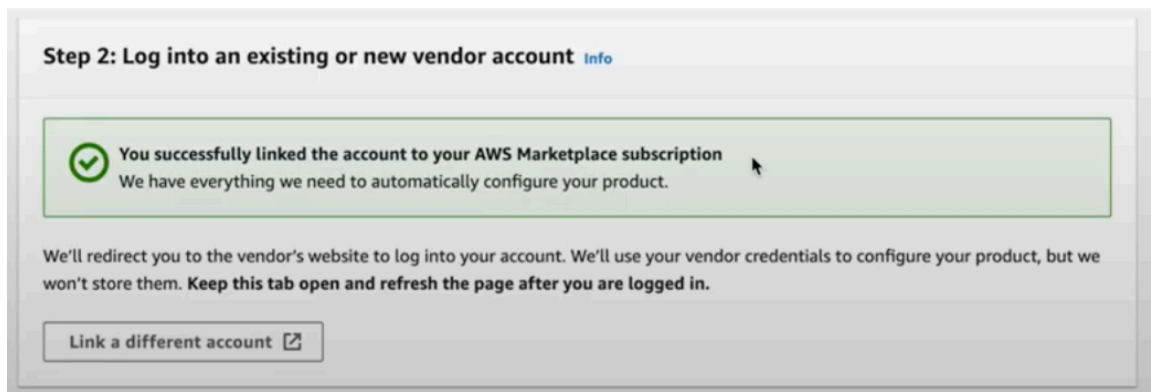 Step 2: Log into an existing or new vendor account Info
You successfully linked the account to your AWS Marketplace subscription
We have everything we need to automatically configure your product.
We'll redirect you to the vendor's website to log into your account. We'll use your vendor credentials to configure your product, but we
won't store them. Keep this tab open and refresh the page after you are logged in.
Link a different account